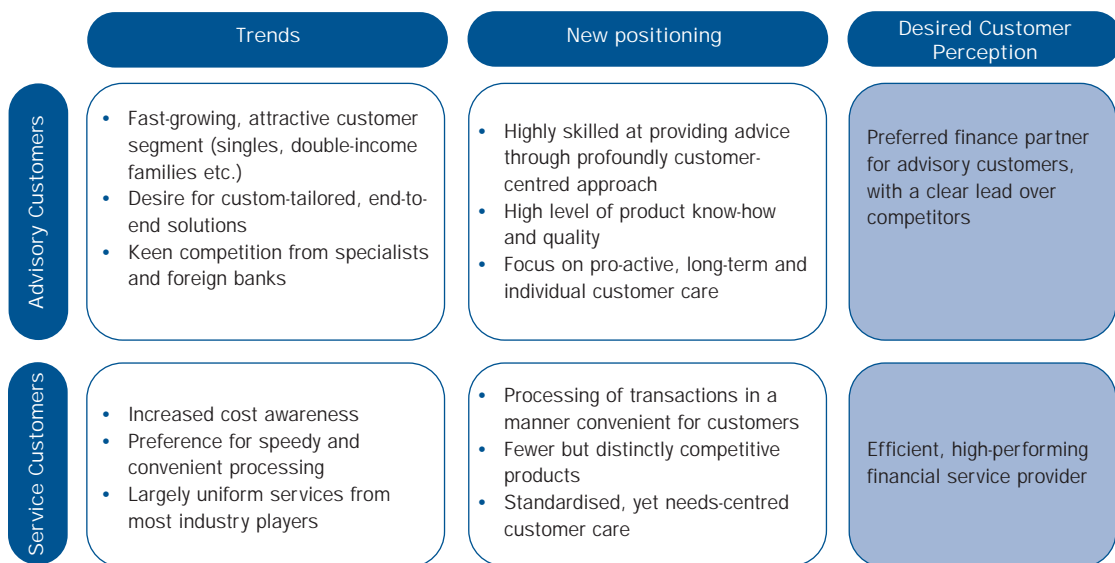 Trends
New positioning
Desired Customer
Perception
Advisory Customers
• Fast-growing, attractive customer
segment (singles, double-income
families etc.)
• Desire for custom-tailored, end-to-
end solutions
• Keen competition from specialists
and foreign banks
• Highly skilled at providing advice
through profoundly customer-
centred approach
• High level of product know-how
and quality
• Focus on pro-active, long-term and
individual customer care
Preferred finance partner
for advisory customers,
with a clear lead over
competitors
Service Customers
• Increased cost awareness
• Preference for speedy and
convenient processing
• Largely uniform services from
most industry players
• Processing of transactions in a
manner convenient for customers
• Fewer but distinctly competitive
products
• Standardised, yet needs-centred
customer care
Efficient, high-performing
financial service provider